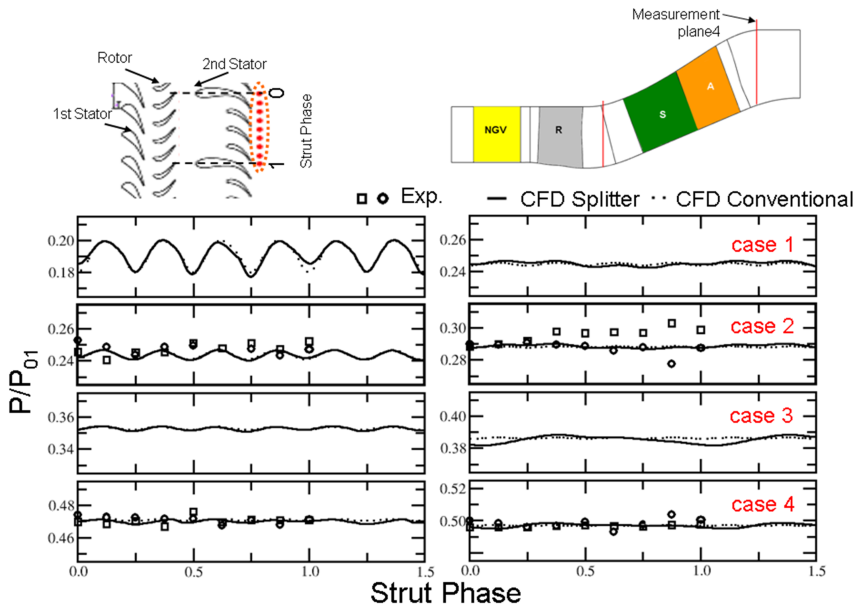 Measurement
plane4
Rotor
2nd Stator
1st Stator
0
1
Strut Phase
NGV
R
S
A
Exp.
CFD Splitter
CFD Conventional
0.20
0.18
0.26
0.24
case 1
0.26
0.24
0.30
0.28
case 2
0.36
0.34
0.40
0.38
case 3
0.48
0.46
0.52
0.50
case 4
P/P01
0.0
0.5
1.0
1.5
0.0
0.5
1.0
1.5
Strut Phase